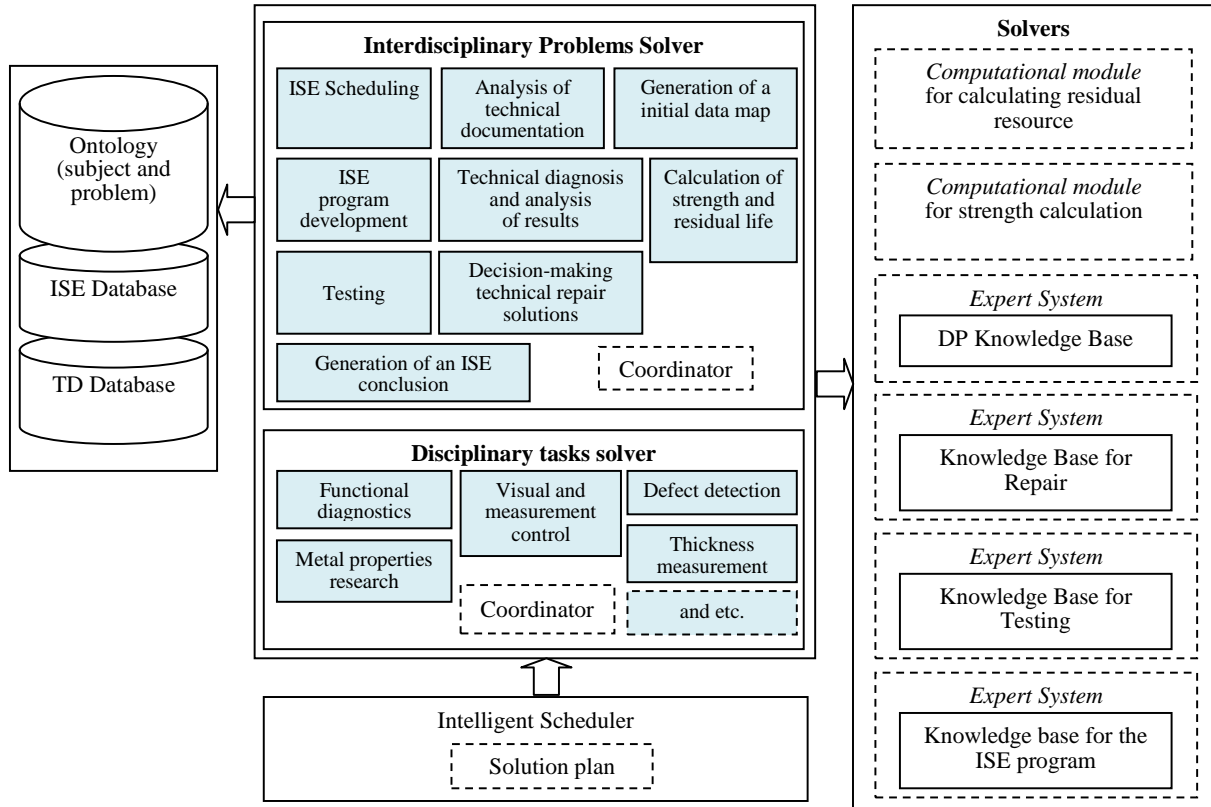 Ontology
(subject and
problem)
ISE Database
TD Database
Interdisciplinary Problems Solver
ISE Scheduling
Analysis of
technical
documentation
Generation of a
initial data map
ISE
program
development
Technical diagnosis
and analysis
of results
Calculation of
strength and
residual life
Testing
Decision-making
technical repair
solutions
Generation of an ISE
conclusion
Coordinator
Disciplinary tasks solver
Functional
diagnostics
Visual and
measurement
control
Defect detection
Metal properties
research
Thickness
measurement
Coordinator
and etc.
Intelligent Scheduler
Solution plan
Solvers
Computational module
for calculating residual
resource
Computational module
for strength calculation
Expert System
DP Knowledge Base
Expert System
Knowledge Base for
Repair
Expert System
Knowledge Base for
Testing
Expert System
Knowledge base for the
ISE program